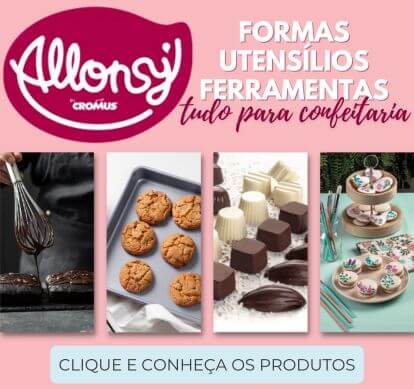 Allonsy
BY CROMUS
FORMAS
UTENSÍLIOS
FERRAMENTAS
tudo para confeitaria
CLIQUE E CONHEÇA OS PRODUTOS